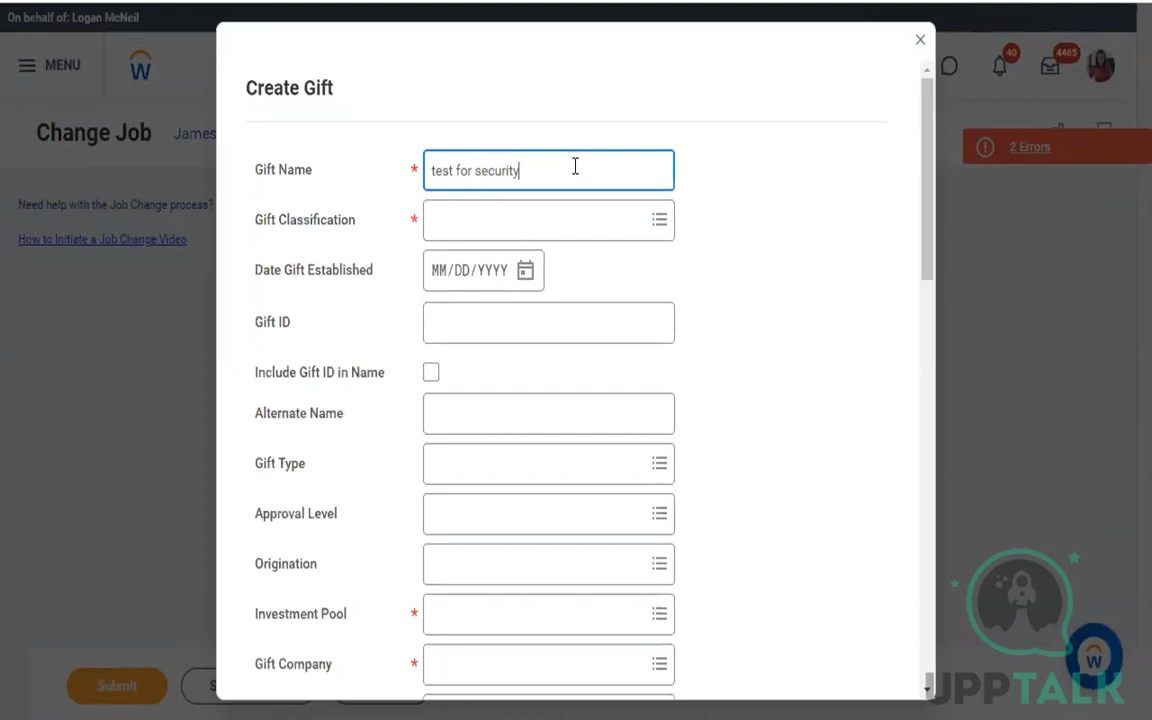 On behalf of: Logan McNeil
MENU
W
40
4465
Change Job James
2 Errors
Need help with the Job Change process?
How to Initiate a Job Change Video
Create Gift
Gift Name * test for security
Gift Classification *
Date Gift Established MM/DD/YYYY
Gift ID
Include Gift ID in Name
Alternate Name
Gift Type
Approval Level
Origination
Investment Pool *
Gift Company *
Submit
S
W
UPPTALK